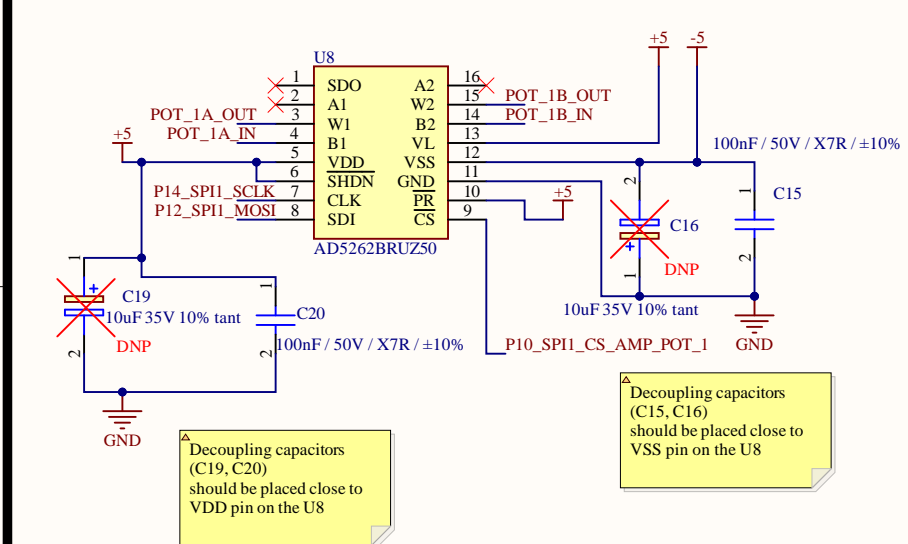 +5
-5
U8
1
SDO
A2
16
2
A1
W2
15
POT_1B_OUT
POT_1A_OUT
3
W1
B2
14
POT_1B_IN
POT_1A_IN
4
B1
VL
13
+5
5
VDD
VSS
12
100nF / 50V / X7R / ±10%
6
SHDN
GND
11
P14_SPI1_SCLK
7
CLK
PR
10
+5
P12_SPI1_MOSI
8
SDI
CS
9
AD5262BRUZ50
2
C16
+
1
DNP
10uF 35V 10% tant
1
C15
2
GND
1
+
C19
10uF 35V 10% tant
2
DNP
1
C20
2
100nF / 50V / X7R / ±10%
P10_SPI1_CS_AMP_POT_1
GND
Decoupling capacitors
(C15, C16)
should be placed close to
VSS pin on the U8
Decoupling capacitors
(C19, C20)
should be placed close to
VDD pin on the U8